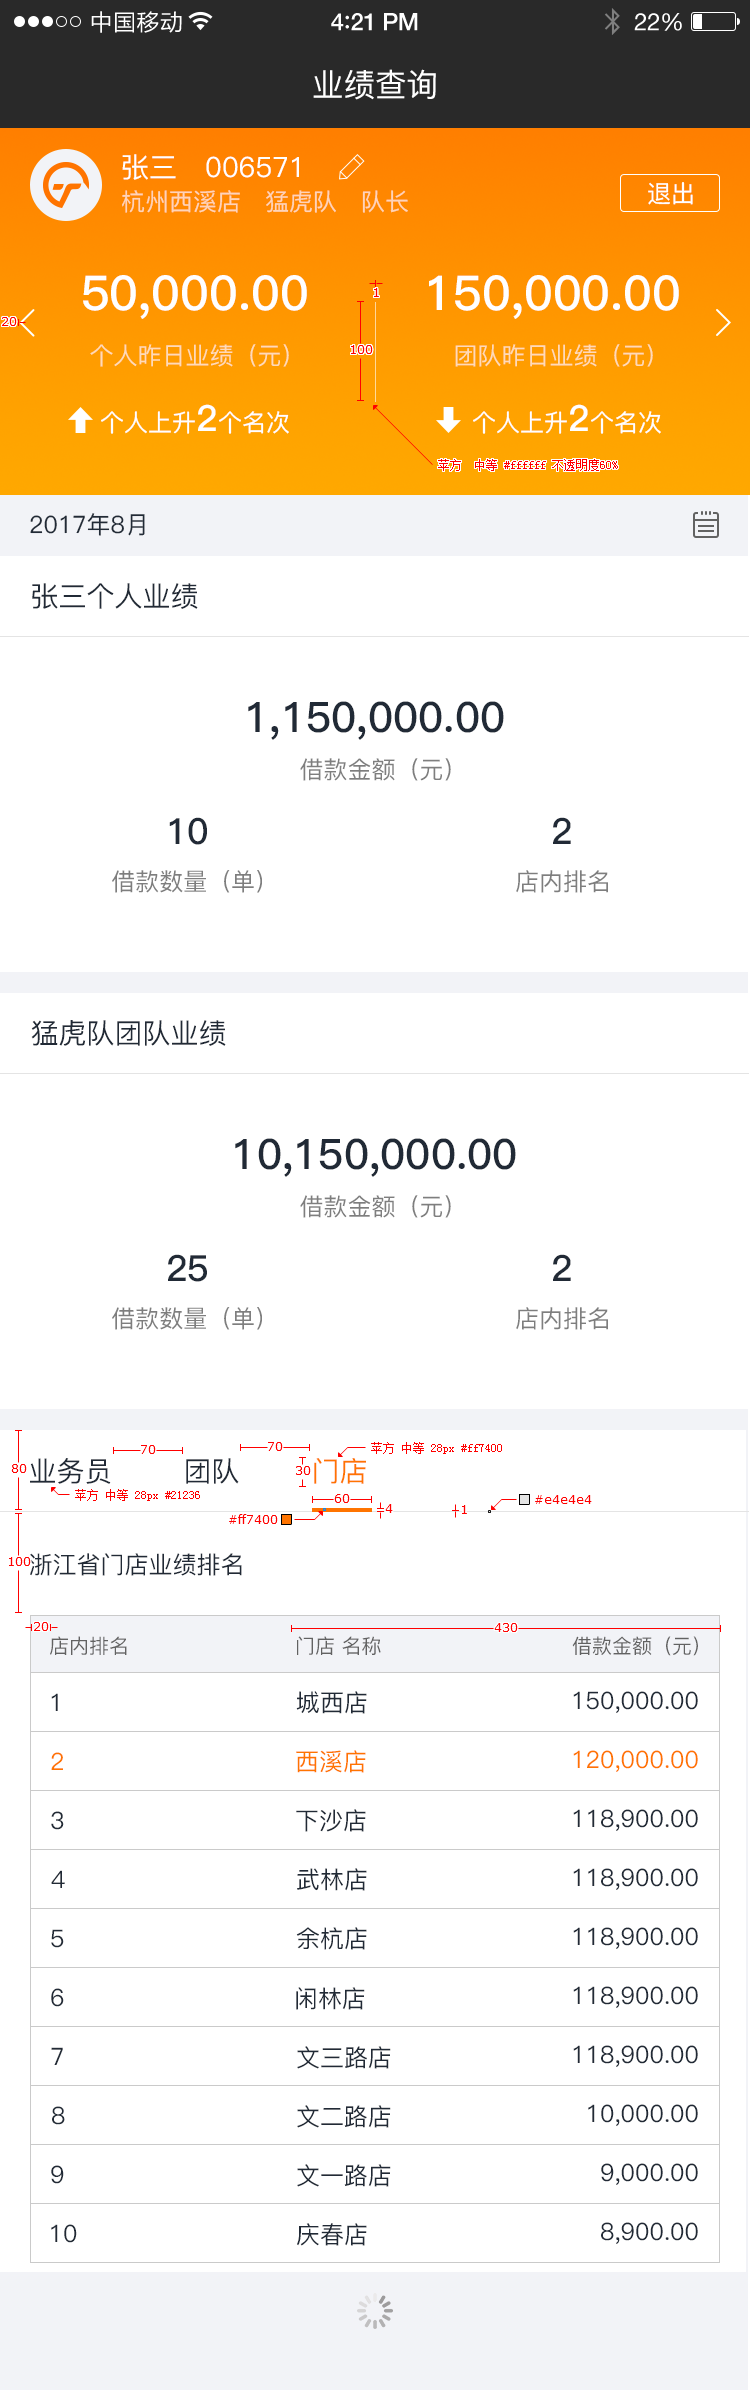 中国移动 4:21 PM 22%
业绩查询
张三 006571
杭州西溪店 猛虎队 队长
退出
50,000.00 150,000.00
1
20
100
个人昨日业绩（元） 团队昨日业绩（元）
个人上升2个名次 个人上升2个名次
苹方 中等 #ffffff 不透明度60%
2017年8月
张三个人业绩
1,150,000.00
借款金额（元）
10 2
借款数量（单） 店内排名
猛虎队团队业绩
10,150,000.00
借款金额（元）
25 2
借款数量（单） 店内排名
70 70 苹方 中等 28px #ff7400
80 业务员 团队 30 门店
苹方 中等 28px #21236
60 4 1 #e4e4e4
#ff7400
100 浙江省门店业绩排名
20 430
店内排名 门店 名称 借款金额（元）
1 城西店 150,000.00
2 西溪店 120,000.00
3 下沙店 118,900.00
4 武林店 118,900.00
5 余杭店 118,900.00
6 闲林店 118,900.00
7 文三路店 118,900.00
8 文二路店 10,000.00
9 文一路店 9,000.00
10 庆春店 8,900.00